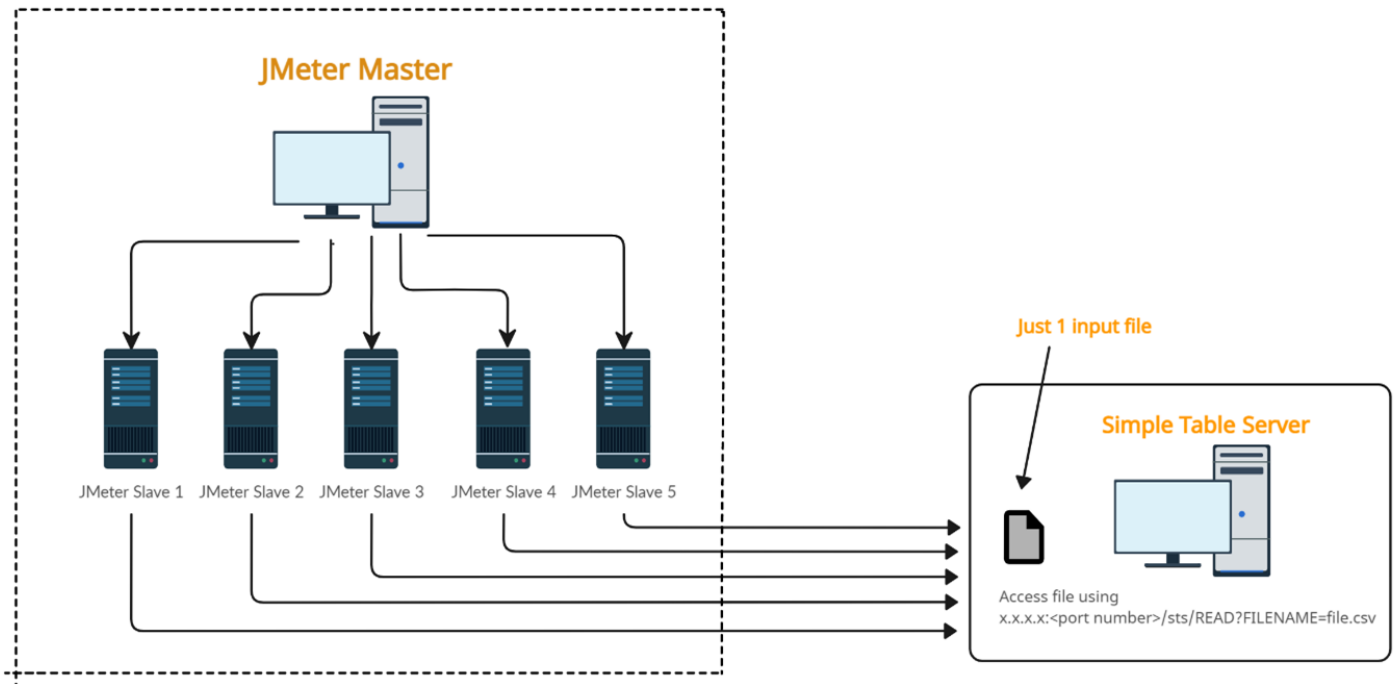 JMeter Master
JMeter Slave 1
JMeter Slave 2
JMeter Slave 3
JMeter Slave 4
JMeter Slave 5
Just 1 input file
Simple Table Server
Access file using
x.x.x.x:<port number>/sts/READ?FILENAME=file.csv